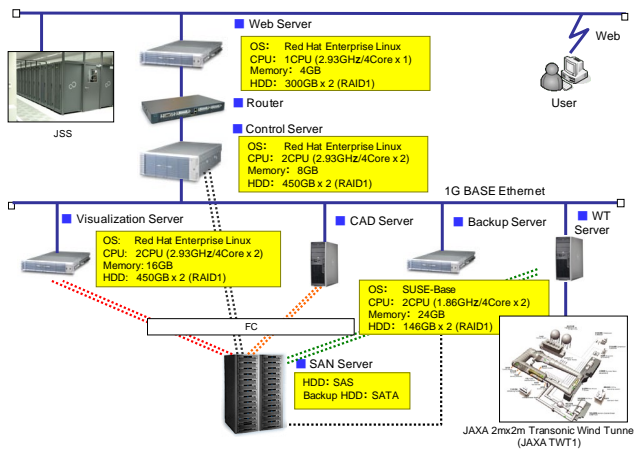 Web Server
OS: Red Hat Enterprise Linux
CPU: 1CPU (2.93GHz/4Core x 1)
Memory: 4GB
HDD: 300GB x 2 (RAID1)
Web
User
JSS
Router
Control Server
OS: Red Hat Enterprise Linux
CPU: 2CPU (2.93GHz/4Core x 2)
Memory: 8GB
HDD: 450GB x 2 (RAID1)
1G BASE Ethernet
Visualization Server
OS: Red Hat Enterprise Linux
CPU: 2CPU (2.93GHz/4Core x 2)
Memory: 16GB
HDD: 450GB x 2 (RAID1)
CAD Server
Backup Server
WT
Server
OS: SUSE-Base
CPU: 2CPU (1.86GHz/4Core x 2)
Memory: 24GB
HDD: 146GB x 2 (RAID1)
FC
SAN Server
HDD: SAS
Backup HDD: SATA
JAXA 2mx2m Transonic Wind Tunne
(JAXA TWT1)